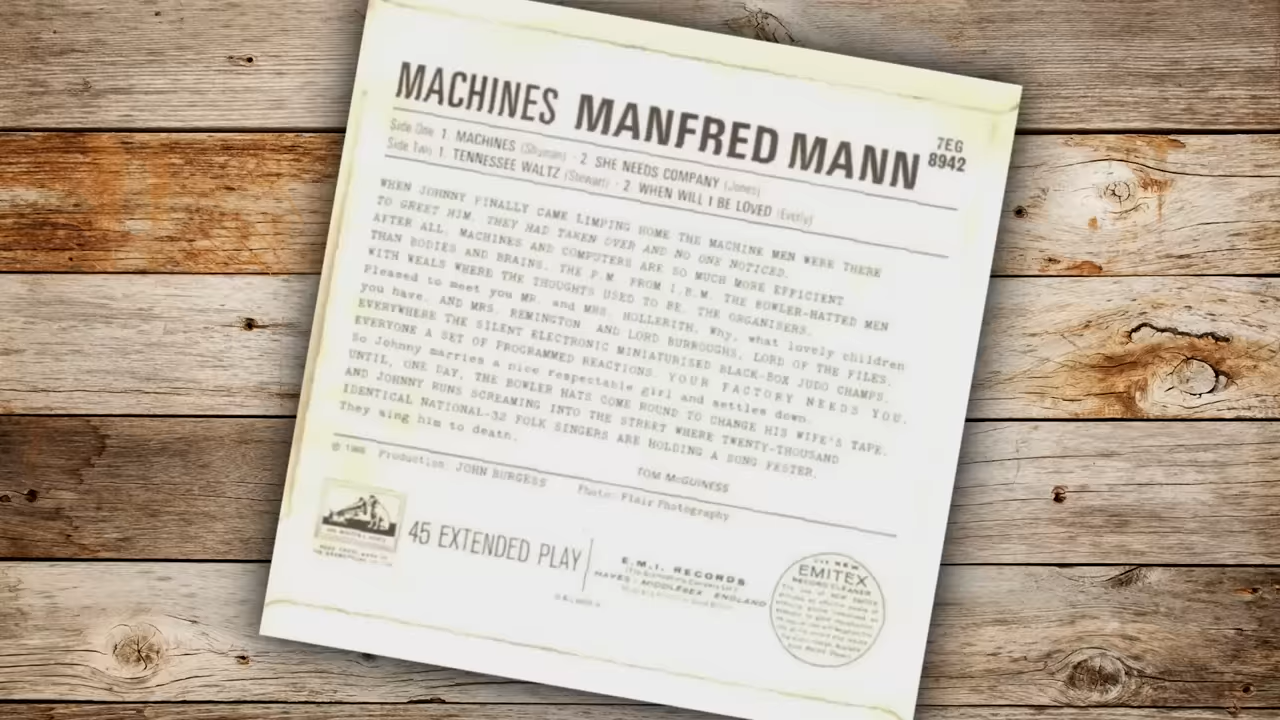 MACHINES MANFRED MANN 7EG 8942
Side One 1. MACHINES (Shuman) · 2 SHE NEEDS COMPANY (Jones)
Side Two 1. TENNESSEE WALTZ (Stewart) · 2 WHEN WILL I BE LOVED (Everly)
WHEN JOHNNY FINALLY CAME LIMPING HOME THE MACHINE MEN WERE THERE
TO GREET HIM. THEY HAD TAKEN OVER AND NO ONE NOTICED.
AFTER ALL, MACHINES AND COMPUTERS ARE SO MUCH MORE EFFICIENT
THAN BODIES AND BRAINS. THE P.M. FROM I.B.M. THE BOWLER-HATTED MEN
WITH WEALS WHERE THE THOUGHTS USED TO BE. THE ORGANISERS.
Pleased to meet you MR. and MRS. HOLLERITH. Why, what lovely children
you have. AND MRS. REMINGTON AND LORD BURROUGHS, LORD OF THE FILES.
EVERYWHERE THE SILENT ELECTRONIC MINIATURISED BLACK-BOX JUDO CHAMPS.
EVERYONE A SET OF PROGRAMMED REACTIONS. YOUR FACTORY NEEDS YOU.
So Johnny marries a nice respectable girl and settles down
UNTIL, ONE DAY, THE BOWLER HATS COME ROUND TO CHANGE HIS WIFE'S TAPE.
AND JOHNNY RUNS SCREAMING INTO THE STREET WHERE TWENTY-THOUSAND
IDENTICAL NATIONAL-32 FOLK SINGERS ARE HOLDING A SONG FESTER.
They sing him to death.
TOM McGUINESS
Production: JOHN BURGESS Photo: Flair Photography
45 EXTENDED PLAY
E.M.I. RECORDS
HAYES · MIDDLESEX · ENGLAND
NEW
EMITEX
RECORD CLEANER